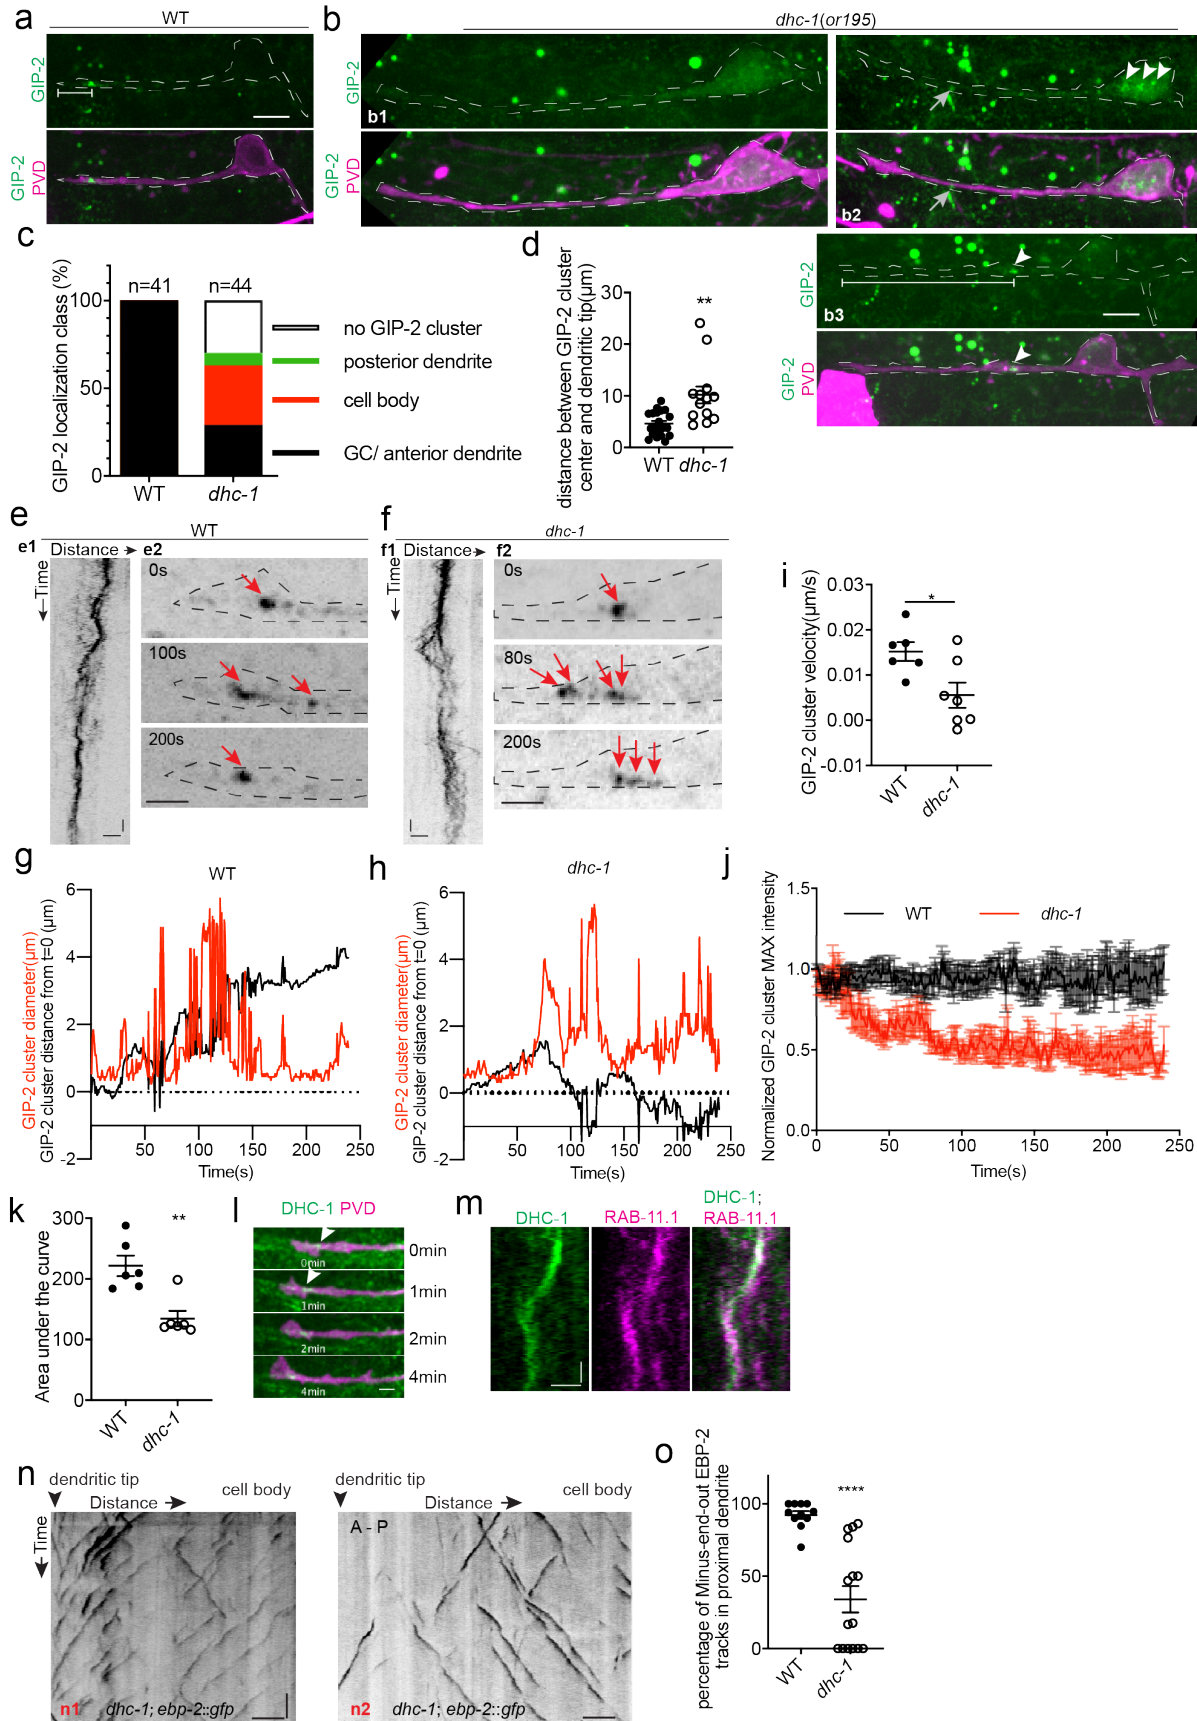 a
WT
b
dhc-1(or195)
GIP-2
GIP-2
GIP-2
b1
GIP-2
PVD
GIP-2
PVD
b2
c
GIP-2 localization class (%)
n=41
n=44
100
50
0
WT
dhc-1
no GIP-2 cluster
posterior dendrite
cell body
GC/ anterior dendrite
d
distance between GIP-2 cluster
center and dendritic tip(μm)
30
20
10
0
**
WT
dhc-1
GIP-2
b3
GIP-2
PVD
e
WT
e1
Distance
e2
Time
0s
100s
200s
f
dhc-1
f1
Distance
f2
Time
0s
80s
200s
i
GIP-2 cluster velocity(μm/s)
0.03
0.02
0.01
0.00
-0.01
*
WT
dhc-1
g
WT
GIP-2 cluster diameter(μm)
GIP-2 cluster distance from t=0 (μm)
6
4
2
0
-2
50
100
150
200
250
Time(s)
h
dhc-1
GIP-2 cluster diameter(μm)
GIP-2 cluster distance from t=0 (μm)
6
4
2
0
-2
50
100
150
200
250
Time(s)
j
Normalized GIP-2 cluster MAX intensity
1.5
1.0
0.5
0.0
WT
dhc-1
0
50
100
150
200
250
Time(s)
k
Area under the curve
300
200
100
0
**
WT
dhc-1
l
DHC-1 PVD
0min
0min
1min
1min
2min
2min
4min
4min
m
DHC-1
RAB-11.1
DHC-1;
RAB-11.1
n
dendritic tip
Distance
cell body
Time
n1
dhc-1; ebp-2::gfp
dendritic tip
Distance
cell body
A - P
n2
dhc-1; ebp-2::gfp
o
percentage of Minus-end-out EBP-2
tracks in proximal dendrite
100
50
0
****
WT
dhc-1